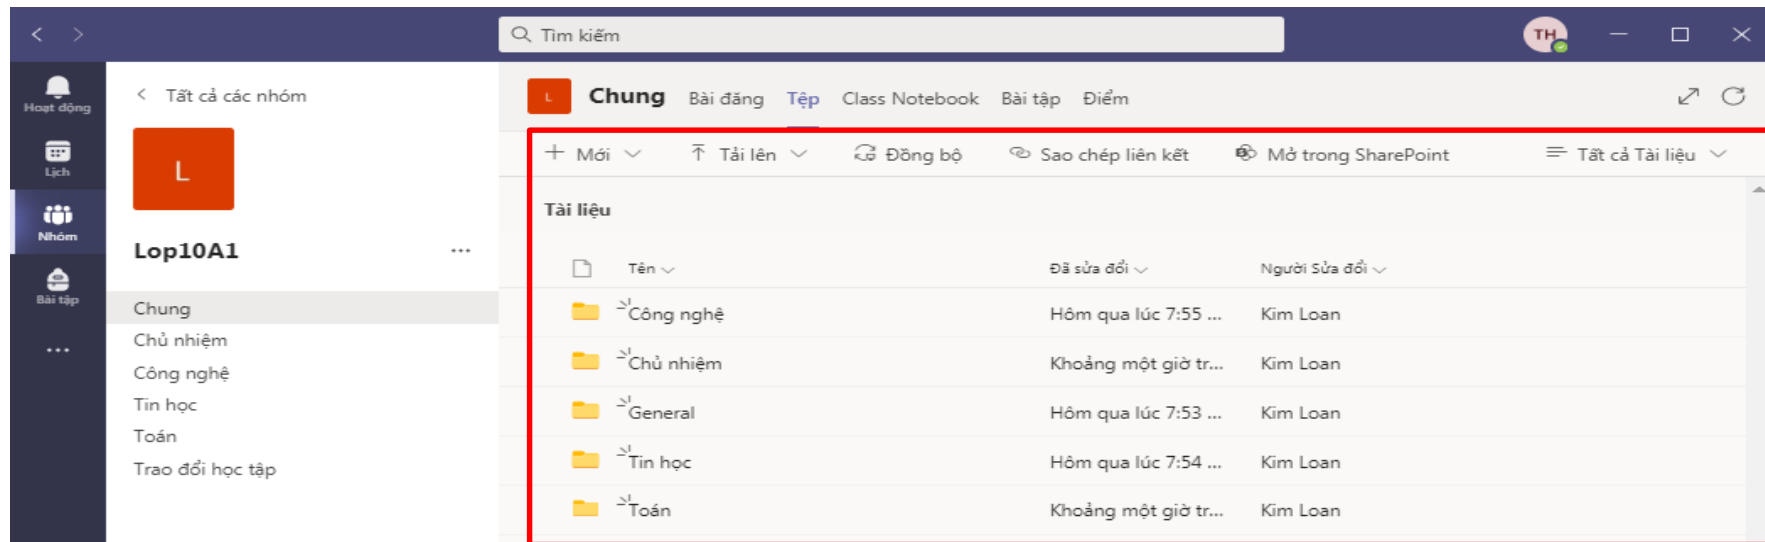 Tìm kiếm
TH
Hoạt động
Lịch
Nhóm
Bài tập
Tất cả các nhóm
L
Lop10A1
Chung
Chủ nhiệm
Công nghệ
Tin học
Toán
Trao đổi học tập
L Chung Bài đăng Tệp Class Notebook Bài tập Điểm
Mới Tải lên Đồng bộ Sao chép liên kết Mở trong SharePoint Tất cả Tài liệu
Tài liệu
Tên Đã sửa đổi Người Sửa đổi
Công nghệ Hôm qua lúc 7:55 ... Kim Loan
Chủ nhiệm Khoảng một giờ tr... Kim Loan
General Hôm qua lúc 7:53 ... Kim Loan
Tin học Hôm qua lúc 7:54 ... Kim Loan
Toán Khoảng một giờ tr... Kim Loan